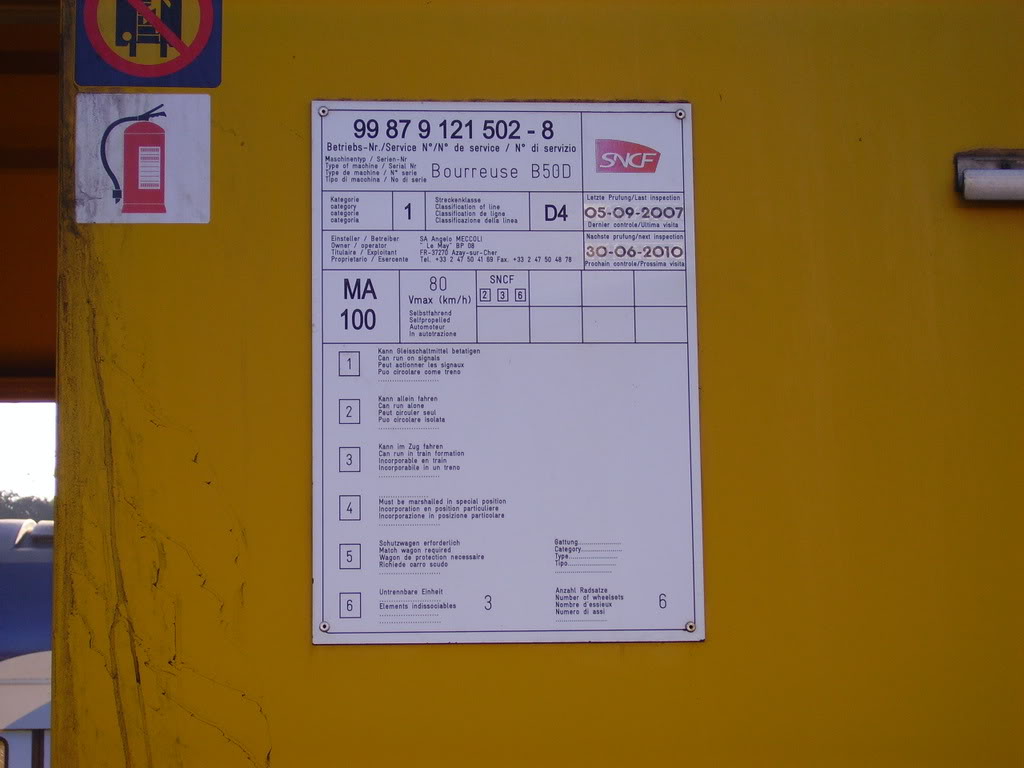 99 87 9 121 502 - 8
Betriebs-Nr./Service N°/N° de service / N° di servizio
Maschinentyp / Serien-Nr
Type of machine / Serial Nr
Type de machine / N° serie
Tipo di macchina / No di serie
Bourreuse B50D
SNCF
Kategorie
category
categorie
categoria
1
Streckenklasse
Classification of line
Classification de ligne
Classificazione della linea
D4
Letzte Prufung/Last inspection
05-09-2007
Dernier controle/Ultima visita
Einsteller / Betreiber
Owner / operator
Titulaire / Exploitant
Proprietario / Esercente
SA Angelo MECCOLI
" Le May" BP 08
FR-37270 Azay-sur-Cher
Tel. +33 2 47 50 41 69 Fax. +33 2 47 50 48 78
Nachste prufung/next inspection
30-06-2010
Prochain controle/Prossima visita
MA
100
80
Vmax (km/h)
Selbstfahrend
Selfpropelled
Automoteur
In autotrazione
SNCF
2 3 6
1
Kann Gleisschaltmittel betatigen
Can run on signals
Peut actionner les signaux
Puo circolare come treno
2
Kann allein fahren
Can run alone
Peut circuler seul
Puo circolare isolata
3
Kann im Zug fahren
Can run in train formation
Incorporable en train
Incorporabile in un treno
4
Must be marshalled in special position
Incorporation en position particuliere
Incorporazione in posizione particolare
5
Schutzwagen erforderlich
Match wagon required
Wagon de protection necessaire
Richiede carro scudo
Gattung
Category
Type
Tipo
6
Untrennbare Einheit
Elements indissociables
3
Anzahl Radsatze
Number of wheelsets
Nombre d'essieux
Numero di assi
6